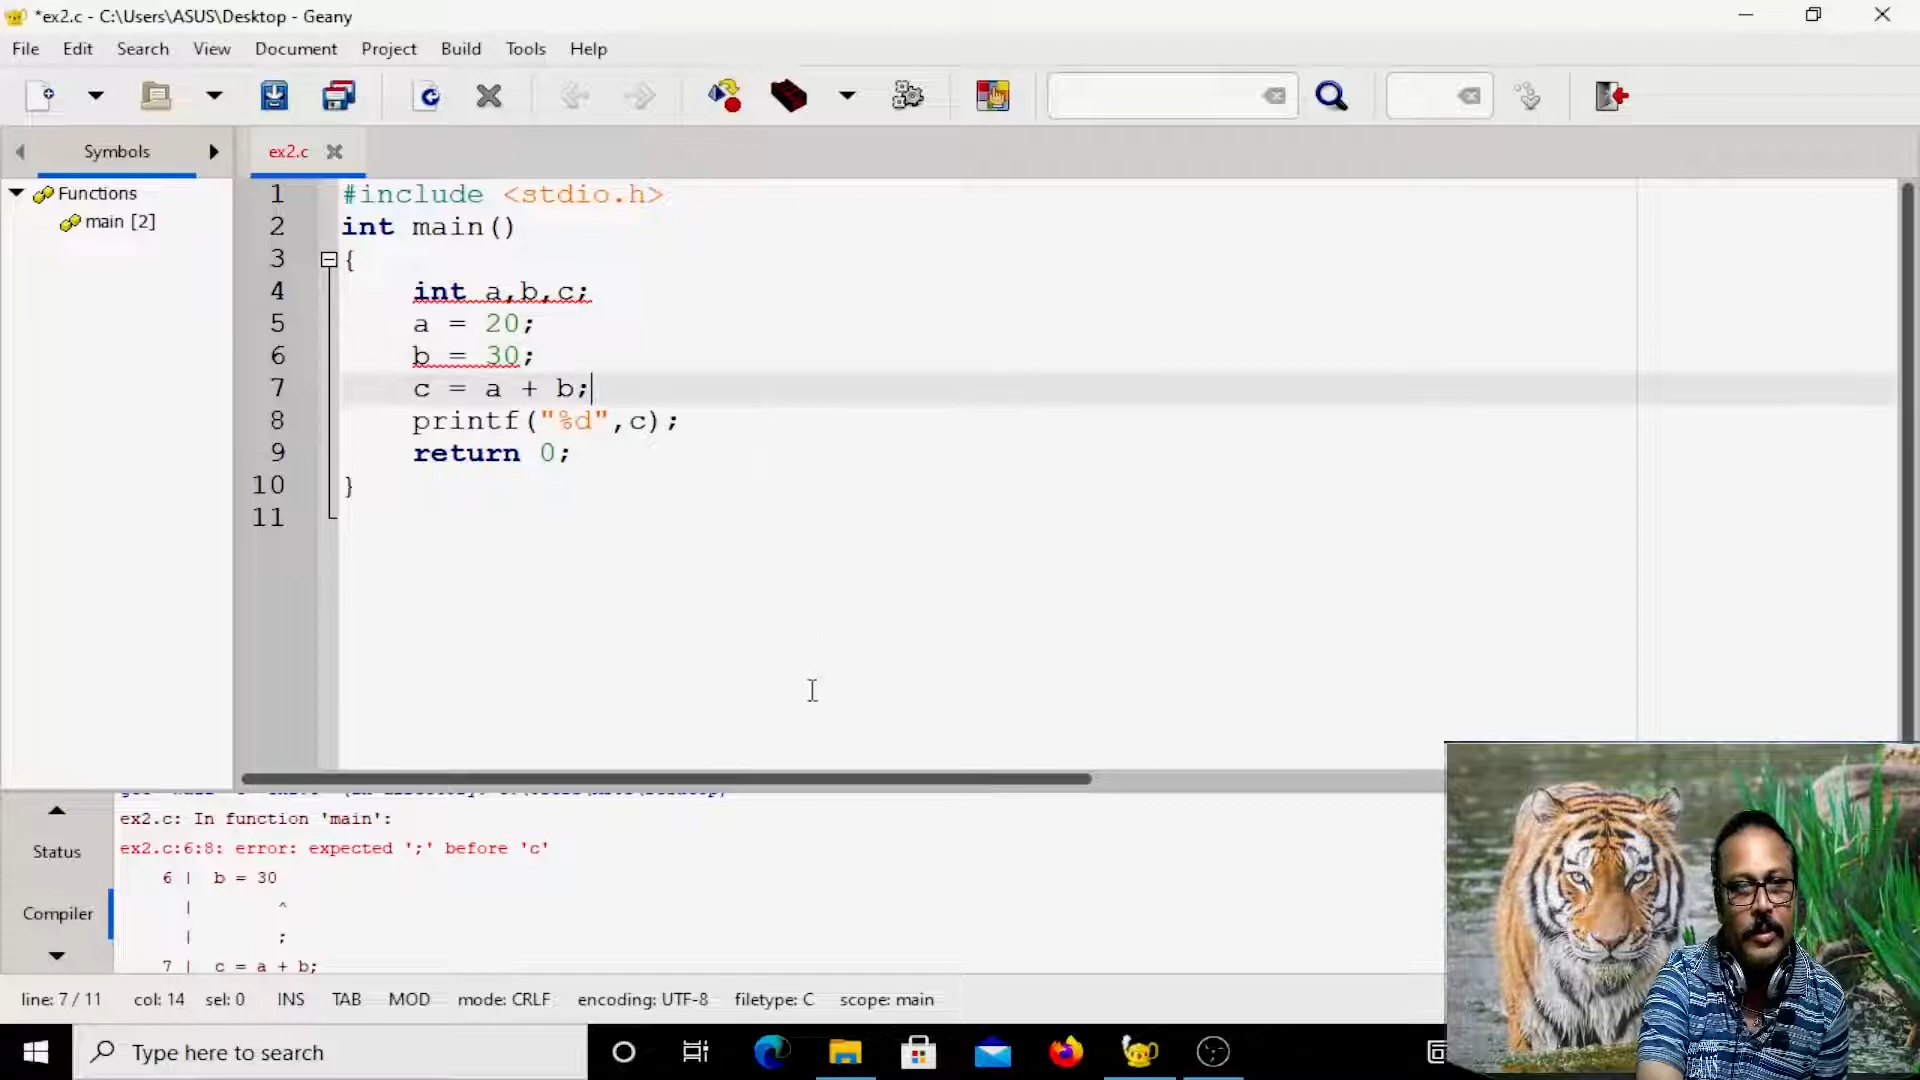 *ex2.c - C:\Users\ASUS\Desktop - Geany
File Edit Search View Document Project Build Tools Help
Symbols
ex2.c
Functions
main [2]
1 #include <stdio.h>
2 int main()
3 {
4 int a,b,c;
5 a = 20;
6 b = 30;
7 c = a + b;
8 printf("%d",c);
9 return 0;
10 }
11
Status
Compiler
ex2.c: In function 'main':
ex2.c:6:8: error: expected ';' before 'c'
6 | b = 30
| ^
| ;
7 | c = a + b;
line: 7 / 11 col: 14 sel: 0 INS TAB MOD mode: CRLF encoding: UTF-8 filetype: C scope: main
Type here to search